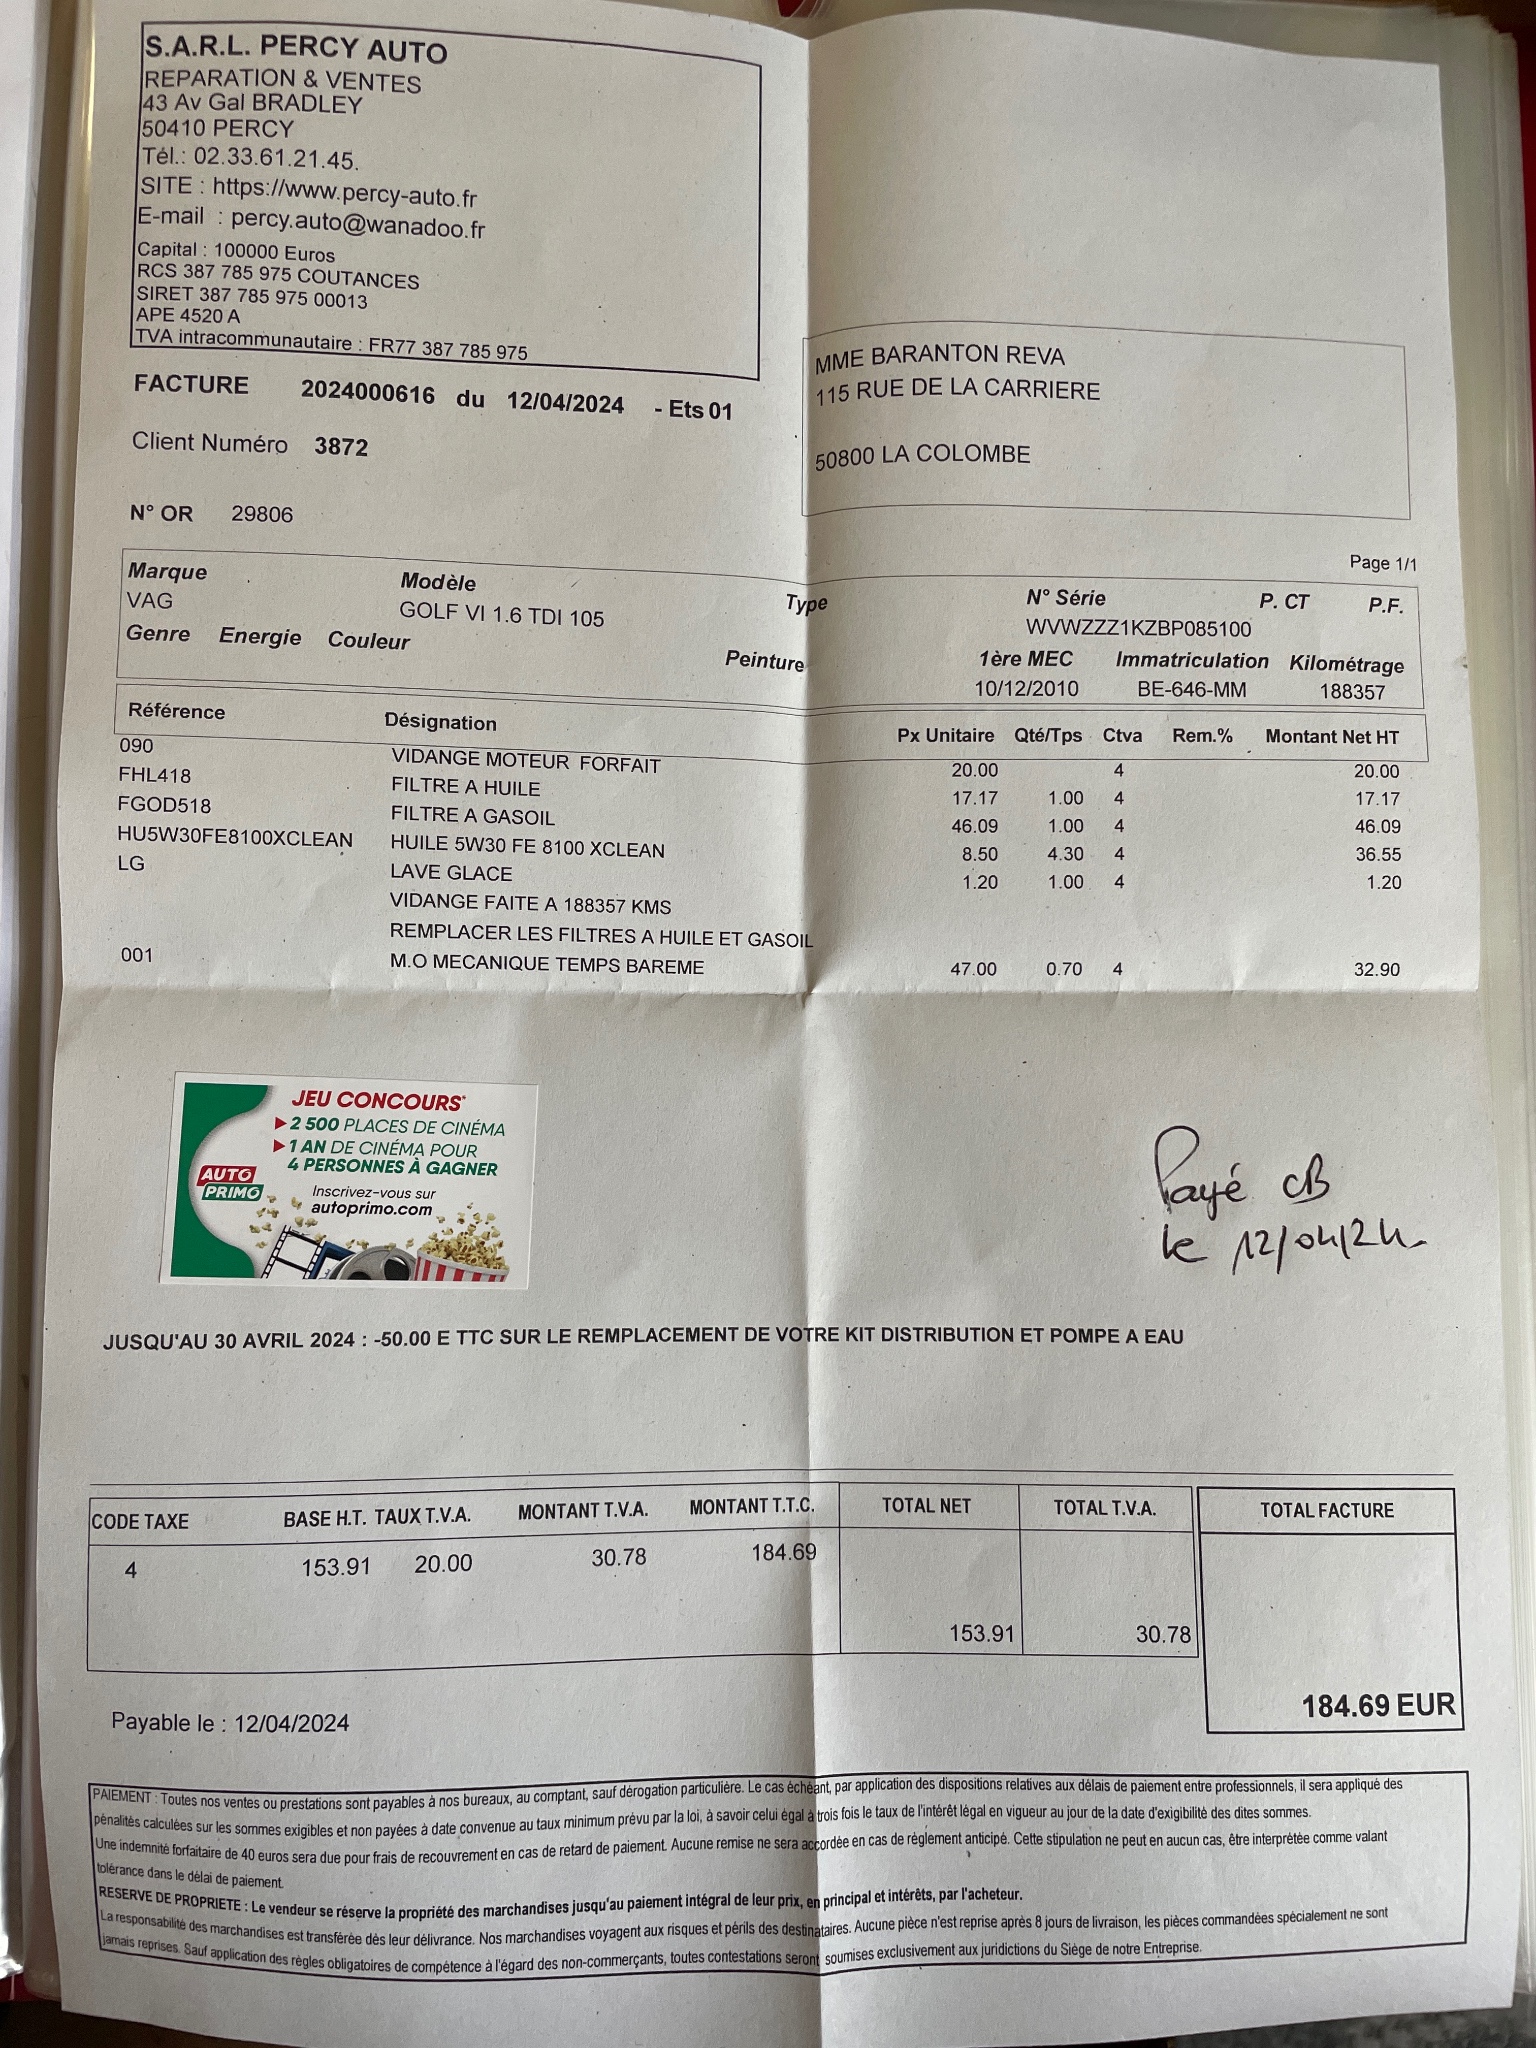 S.A.R.L. PERCY AUTO
REPARATION & VENTES
43 Av Gal BRADLEY
50410 PERCY
Tél.: 02.33.61.21.45.
SITE : https://www.percy-auto.fr
E-mail : percy.auto@wanadoo.fr
Capital : 100000 Euros
RCS 387 785 975 COUTANCES
SIRET 387 785 975 00013
APE 4520 A
TVA intracommunautaire : FR77 387 785 975
MME BARANTON REVA
115 RUE DE LA CARRIERE
50800 LA COLOMBE
FACTURE 2024000616 du 12/04/2024 - Ets 01
Client Numéro 3872
N° OR 29806
Page 1/1
Marque Modèle Type N° Série P. CT P.F.
VAG GOLF VI 1.6 TDI 105 WVWZZZ1KZBP085100
Genre Energie Couleur Peinture 1ère MEC Immatriculation Kilométrage
10/12/2010 BE-646-MM 188357
Référence Désignation Px Unitaire Qté/Tps Ctva Rem.% Montant Net HT
090 VIDANGE MOTEUR FORFAIT 20.00 4 20.00
FHL418 FILTRE A HUILE 17.17 1.00 4 17.17
FGOD518 FILTRE A GASOIL 46.09 1.00 4 46.09
HU5W30FE8100XCLEAN HUILE 5W30 FE 8100 XCLEAN 8.50 4.30 4 36.55
LG LAVE GLACE 1.20 1.00 4 1.20
VIDANGE FAITE A 188357 KMS
REMPLACER LES FILTRES A HUILE ET GASOIL
001 M.O MECANIQUE TEMPS BAREME 47.00 0.70 4 32.90
JEU CONCOURS*
2 500 PLACES DE CINÉMA
1 AN DE CINÉMA POUR
4 PERSONNES À GAGNER
AUTO
PRIMO
Inscrivez-vous sur
autoprimo.com
Payé CB
le 12/04/24.
JUSQU'AU 30 AVRIL 2024 : -50.00 E TTC SUR LE REMPLACEMENT DE VOTRE KIT DISTRIBUTION ET POMPE A EAU
CODE TAXE BASE H.T. TAUX T.V.A. MONTANT T.V.A. MONTANT T.T.C. TOTAL NET TOTAL T.V.A. TOTAL FACTURE
4 153.91 20.00 30.78 184.69
153.91 30.78
184.69 EUR
Payable le : 12/04/2024
PAIEMENT : Toutes nos ventes ou prestations sont payables à nos bureaux, au comptant, sauf dérogation particulière. Le cas échéant, par application des dispositions relatives aux délais de paiement entre professionnels, il sera appliqué des
pénalités calculées sur les sommes exigibles et non payées à date convenue au taux minimum prévu par la loi, à savoir celui égal à trois fois le taux de l'intérêt légal en vigueur au jour de la date d'exigibilité des dites sommes.
Une indemnité forfaitaire de 40 euros sera due pour frais de recouvrement en cas de retard de paiement. Aucune remise ne sera accordée en cas de règlement anticipé. Cette stipulation ne peut en aucun cas, être interprétée comme valant
tolérance dans le délai de paiement.
RESERVE DE PROPRIETE : Le vendeur se réserve la propriété des marchandises jusqu'au paiement intégral de leur prix, en principal et intérêts, par l'acheteur.
La responsabilité des marchandises est transférée dés leur délivrance. Nos marchandises voyagent aux risques et périls des destinataires. Aucune pièce n'est reprise après 8 jours de livraison, les pièces commandées spécialement ne sont
jamais reprises. Sauf application des règles obligatoires de compétence à l'égard des non-commerçants, toutes contestations seront soumises exclusivement aux juridictions du Siège de notre Entreprise.